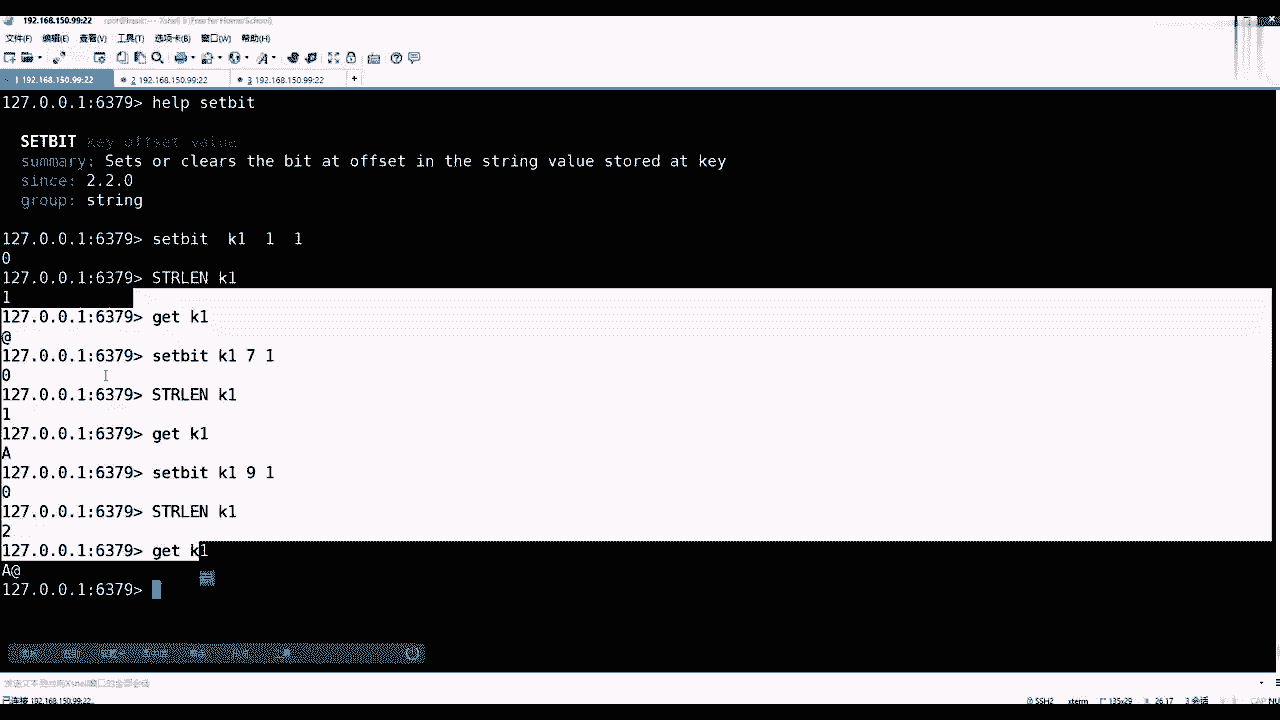 192.168.150.99:22
文件(F) 编辑(E) 查看(V) 工具(T) 选项卡(B) 窗口(W) 帮助(H)
1 192.168.150.99:22 2 192.168.150.99:22 3 192.168.150.99:22 +
127.0.0.1:6379> help setbit
SETBIT key offset value
summary: Sets or clears the bit at offset in the string value stored at key
since: 2.2.0
group: string
127.0.0.1:6379> setbit  k1  1  1
0
127.0.0.1:6379> STRLEN k1
1
127.0.0.1:6379> get k1
@
127.0.0.1:6379> setbit k1 7 1
0
127.0.0.1:6379> STRLEN k1
1
127.0.0.1:6379> get k1
A
127.0.0.1:6379> setbit k1 9 1
0
127.0.0.1:6379> STRLEN k1
2
127.0.0.1:6379> get k1
A@
127.0.0.1:6379>
已连接 192.168.150.99:22 SSH2 xterm 135x29 26,17 3 会话 CAP NU